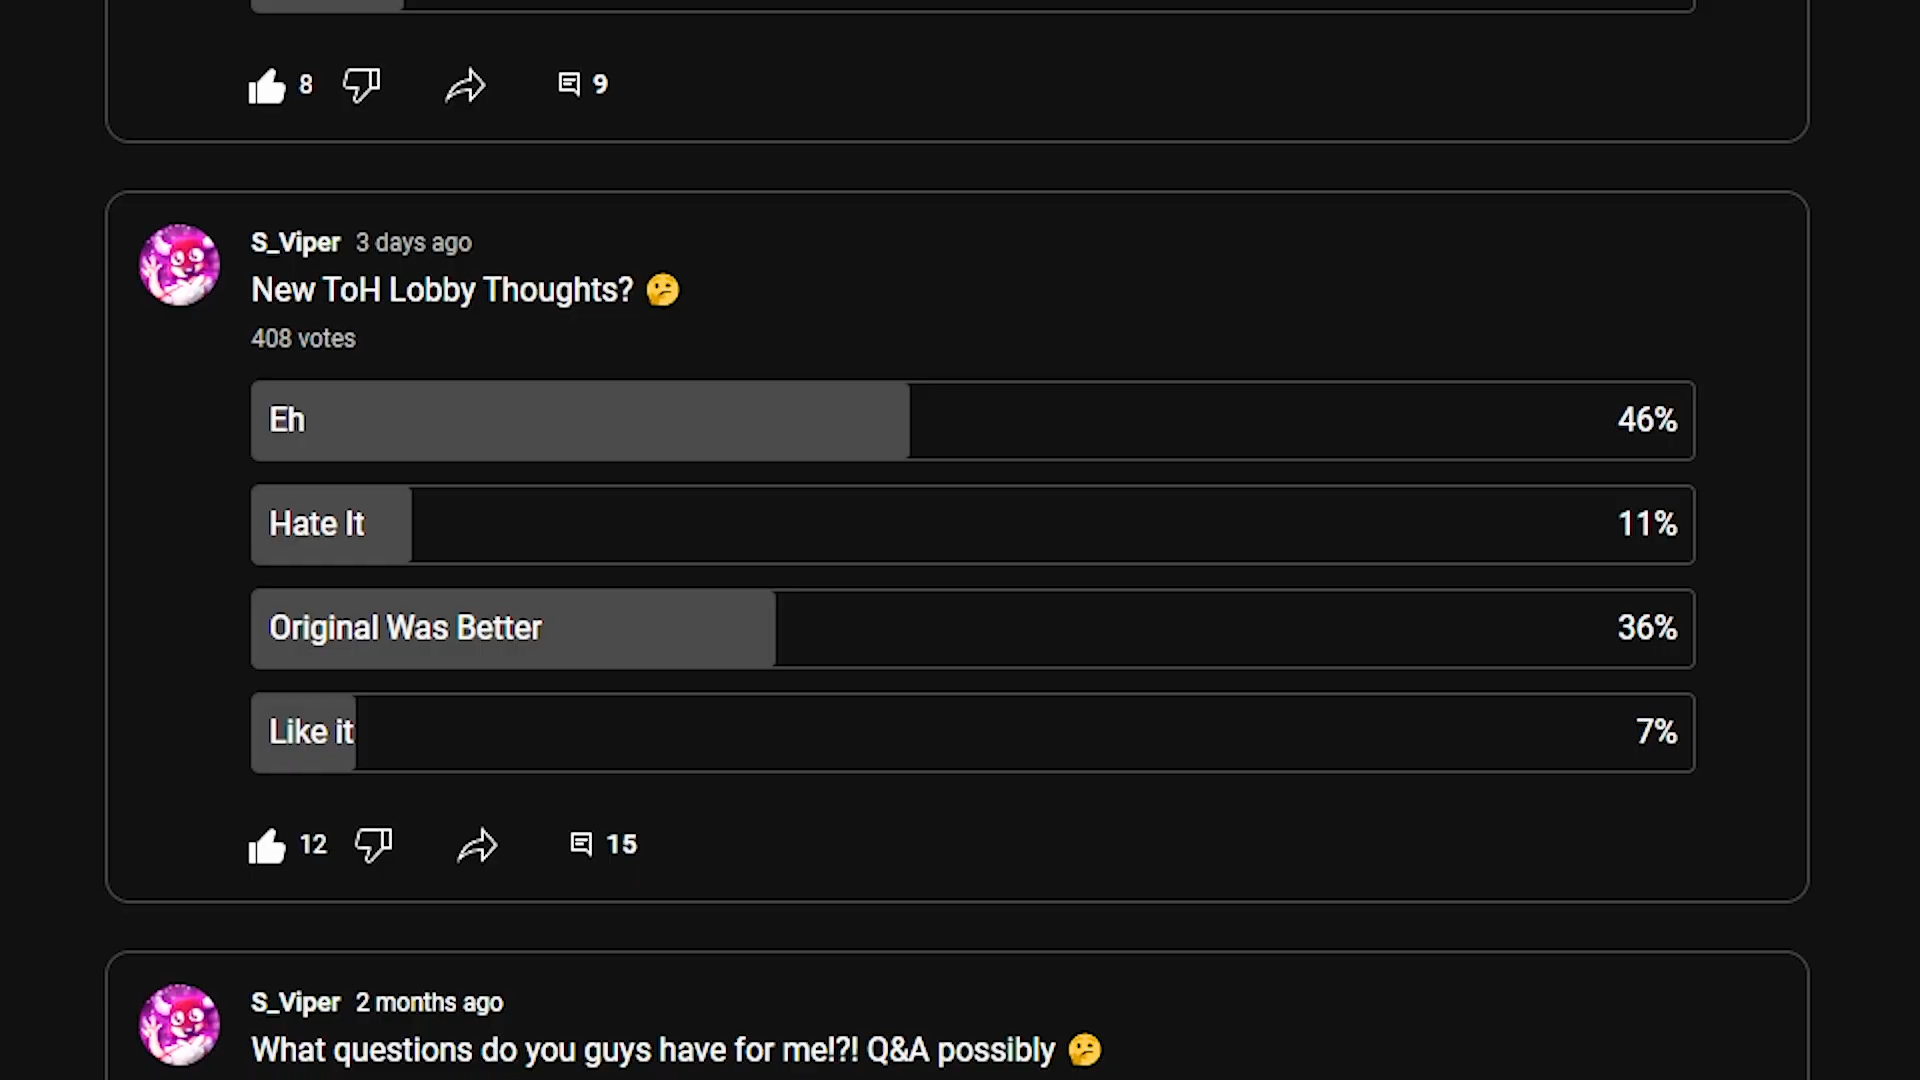 8 9
S_Viper 3 days ago
New ToH Lobby Thoughts? 🤔
408 votes
Eh 46%
Hate It 11%
Original Was Better 36%
Like it 7%
12 15
S_Viper 2 months ago
What questions do you guys have for me!?! Q&A possibly 🤔